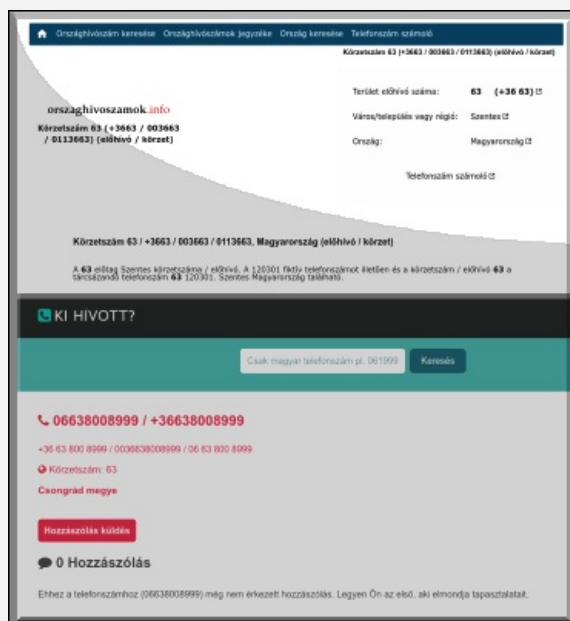 Országhívószám keresése Országhívószámok jegyzéke Ország keresése Telefonszám számoló
Körzetszám 63 (+3663 / 003663 / 0113663) (előhívó / körzet)
országhívoszamok.info
Körzetszám 63 (+3663 / 003663
/ 0113663) (előhívó / körzet)
Terület előhívó száma: 63 (+36 63)
Város/település vagy régió: Szentes
Ország: Magyarország
Telefonszám számoló
Körzetszám 63 / +3663 / 003663 / 0113663, Magyarország (előhívó / körzet)
A 63 előtag Szentes körzetszáma / előhívó. A 120301 fiktív telefonszámot illetően és a körzetszám / előhívó 63 a
tárcsázandó telefonszám 63 120301. Szentes Magyarország található.
KI HÍVOTT?
Csak magyar telefonszám pl. 061999 Keresés
06638008999 / +36638008999
+36 63 800 8999 / 0036638008999 / 06 63 800 8999
Körzetszám: 63
Csongrád megye
Hozzászólás küldés
0 Hozzászólás
Ehhez a telefonszámhoz (06638008999) még nem érkezett hozzászólás. Legyen Ön az első, aki elmondja tapasztalatait.